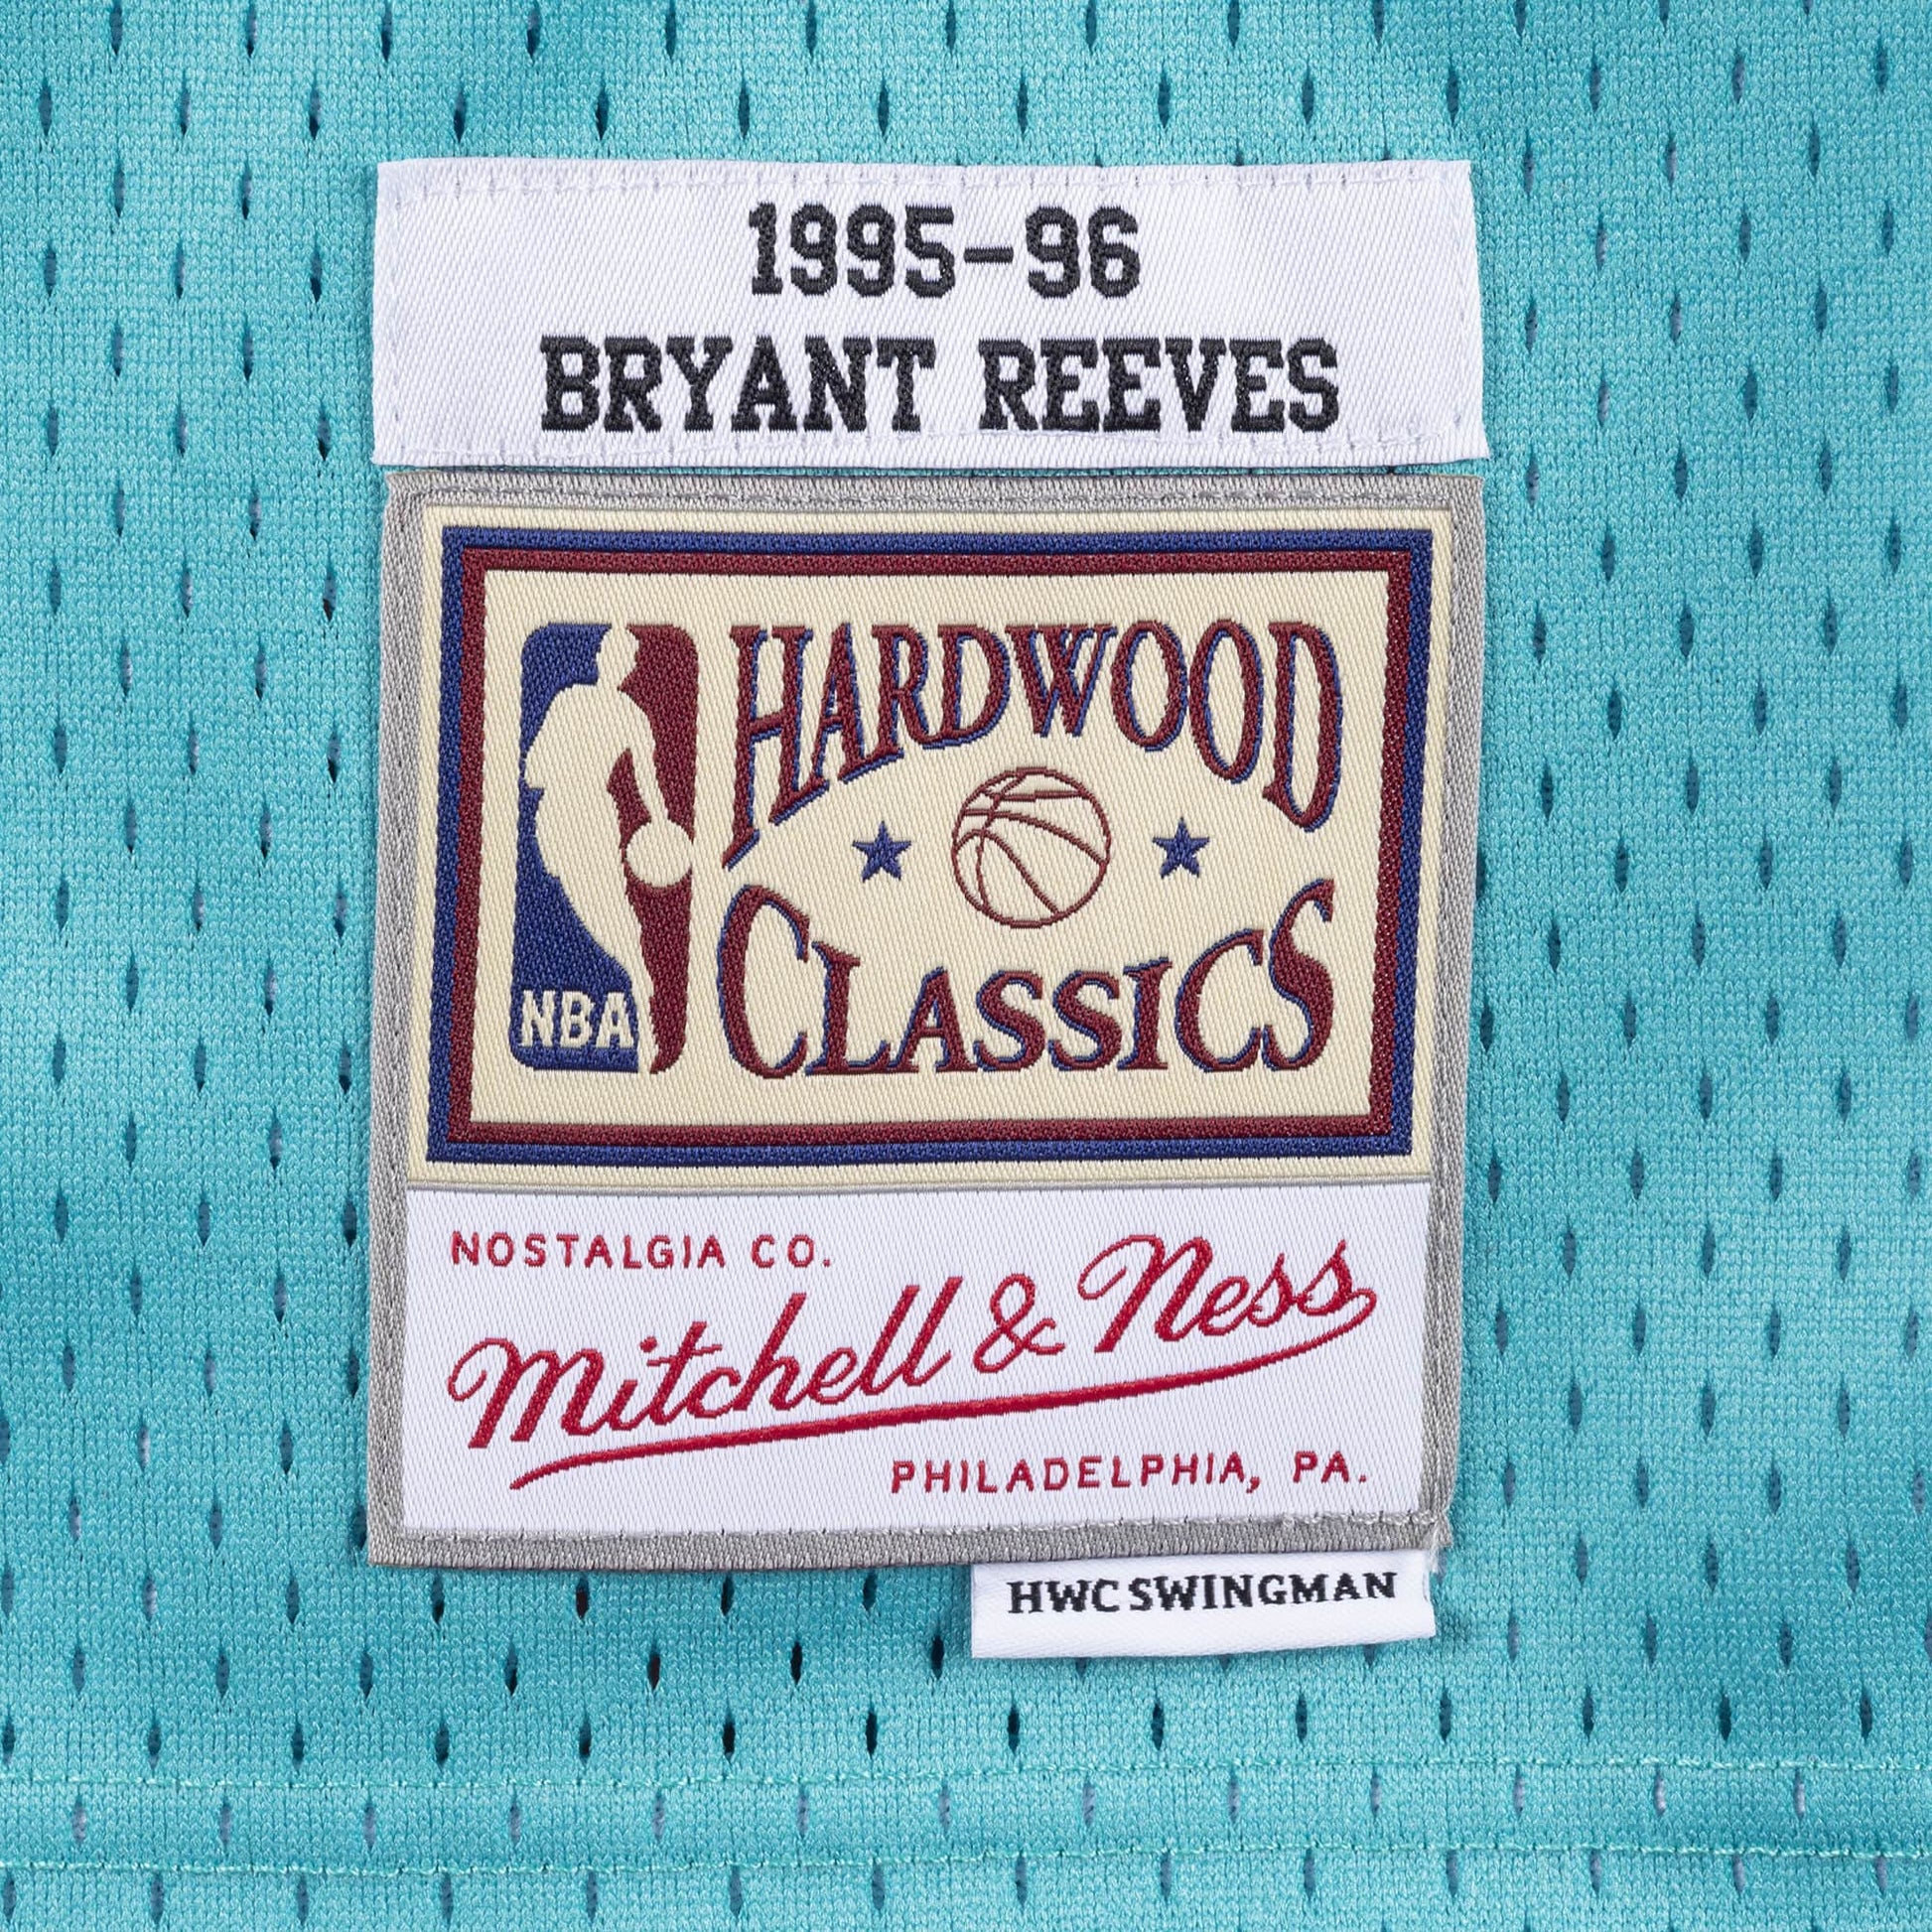 1995-96
BRYANT REEVES
HARDWOOD
CLASSICS
NBA
NOSTALGIA CO.
Mitchell & Ness
PHILADELPHIA, PA.
HWC SWINGMAN